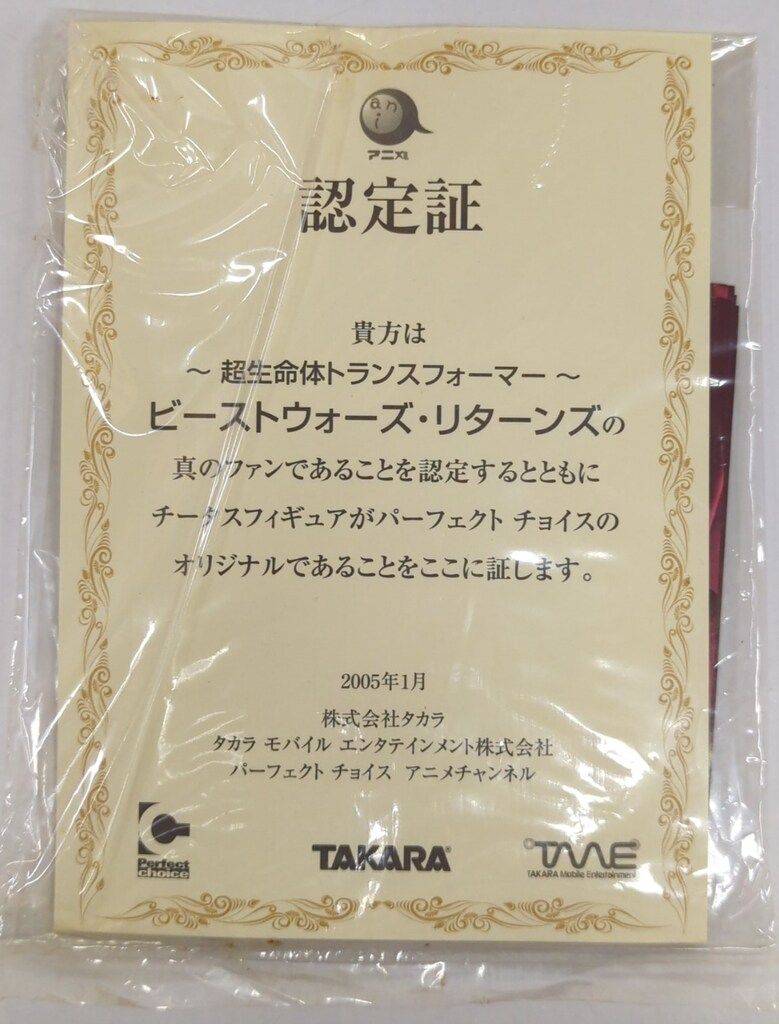 ani
アニメ
認定証
貴方は
～ 超生命体トランスフォーマー ～
ビーストウォーズ・リターンズの
真のファンであることを認定するとともに
チータスフィギュアがパーフェクト チョイスの
オリジナルであることをここに証します。
2005年1月
株式会社タカラ
タカラ モバイル エンタテインメント株式会社
パーフェクト チョイス アニメチャンネル
Perfect choice
TAKARA®
TME
TAKARA Mobile Entertainment